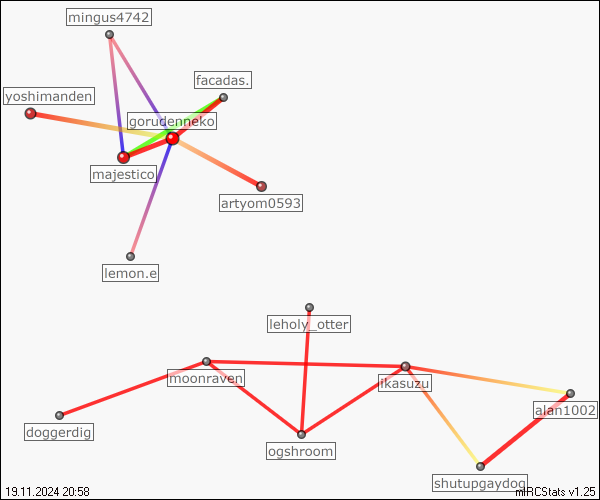 mingus4742
facadas.
yoshimanden
gorudenneko
majestico
artyom0593
lemon.e
leholy_otter
moonraven
ikasuzu
alan1002
doggerdig
ogshroom
shutupgaydog
19.11.2024 20:58
mIRCStats v1.25